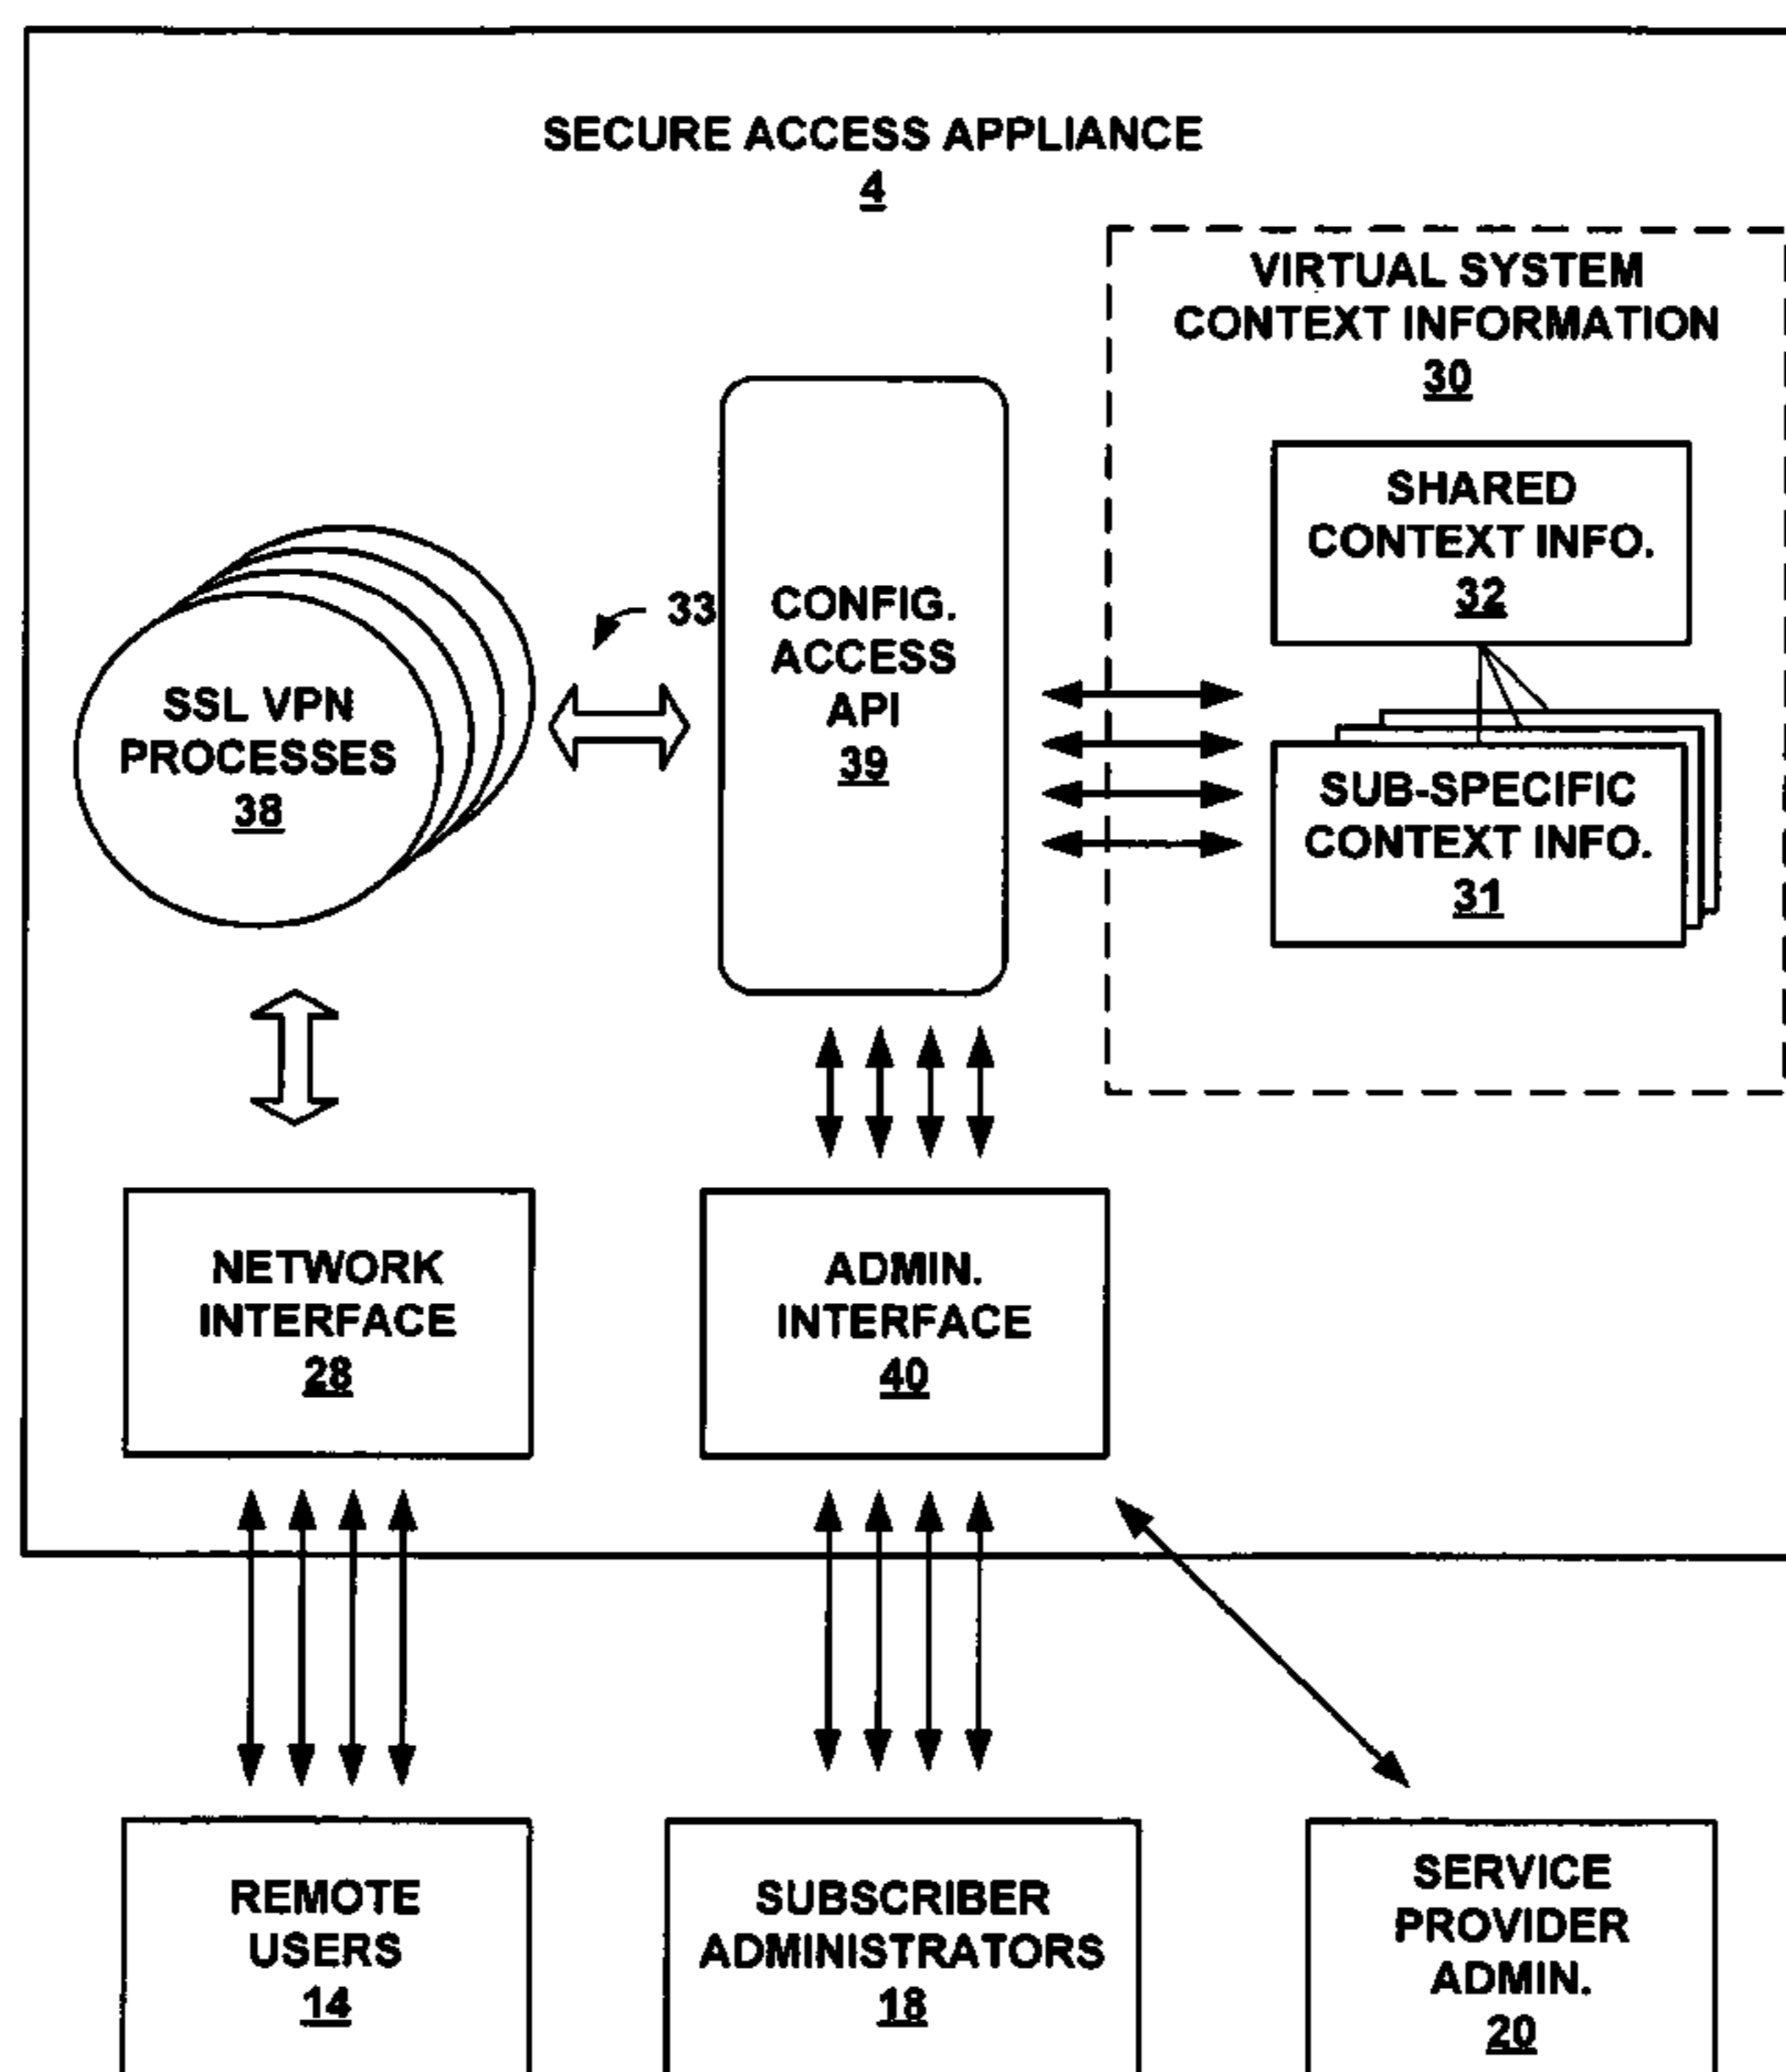 SECURE ACCESS APPLIANCE
4
VIRTUAL SYSTEM
CONTEXT INFORMATION
30
SHARED
CONTEXT INFO.
32
33
CONFIG.
ACCESS
API
39
SSL VPN
PROCESSES
38
SUB-SPECIFIC
CONTEXT INFO.
31
NETWORK
INTERFACE
28
ADMIN.
INTERFACE
40
REMOTE
USERS
14
SUBSCRIBER
ADMINISTRATORS
18
SERVICE
PROVIDER
ADMIN.
20